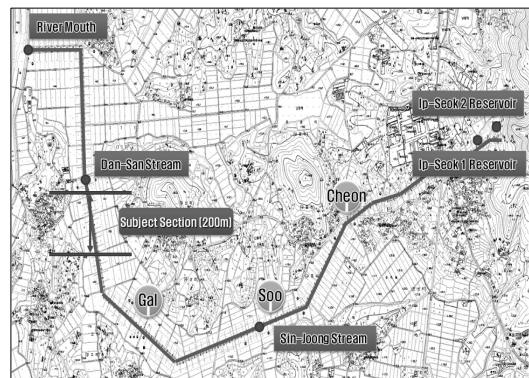 River Mouth
Ip-Seok 2 Reservoir
Dan-San Stream
Ip-Seok 1 Reservoir
Cheon
Subject Section (200m)
Gal
Soo
Sin-Joong Stream